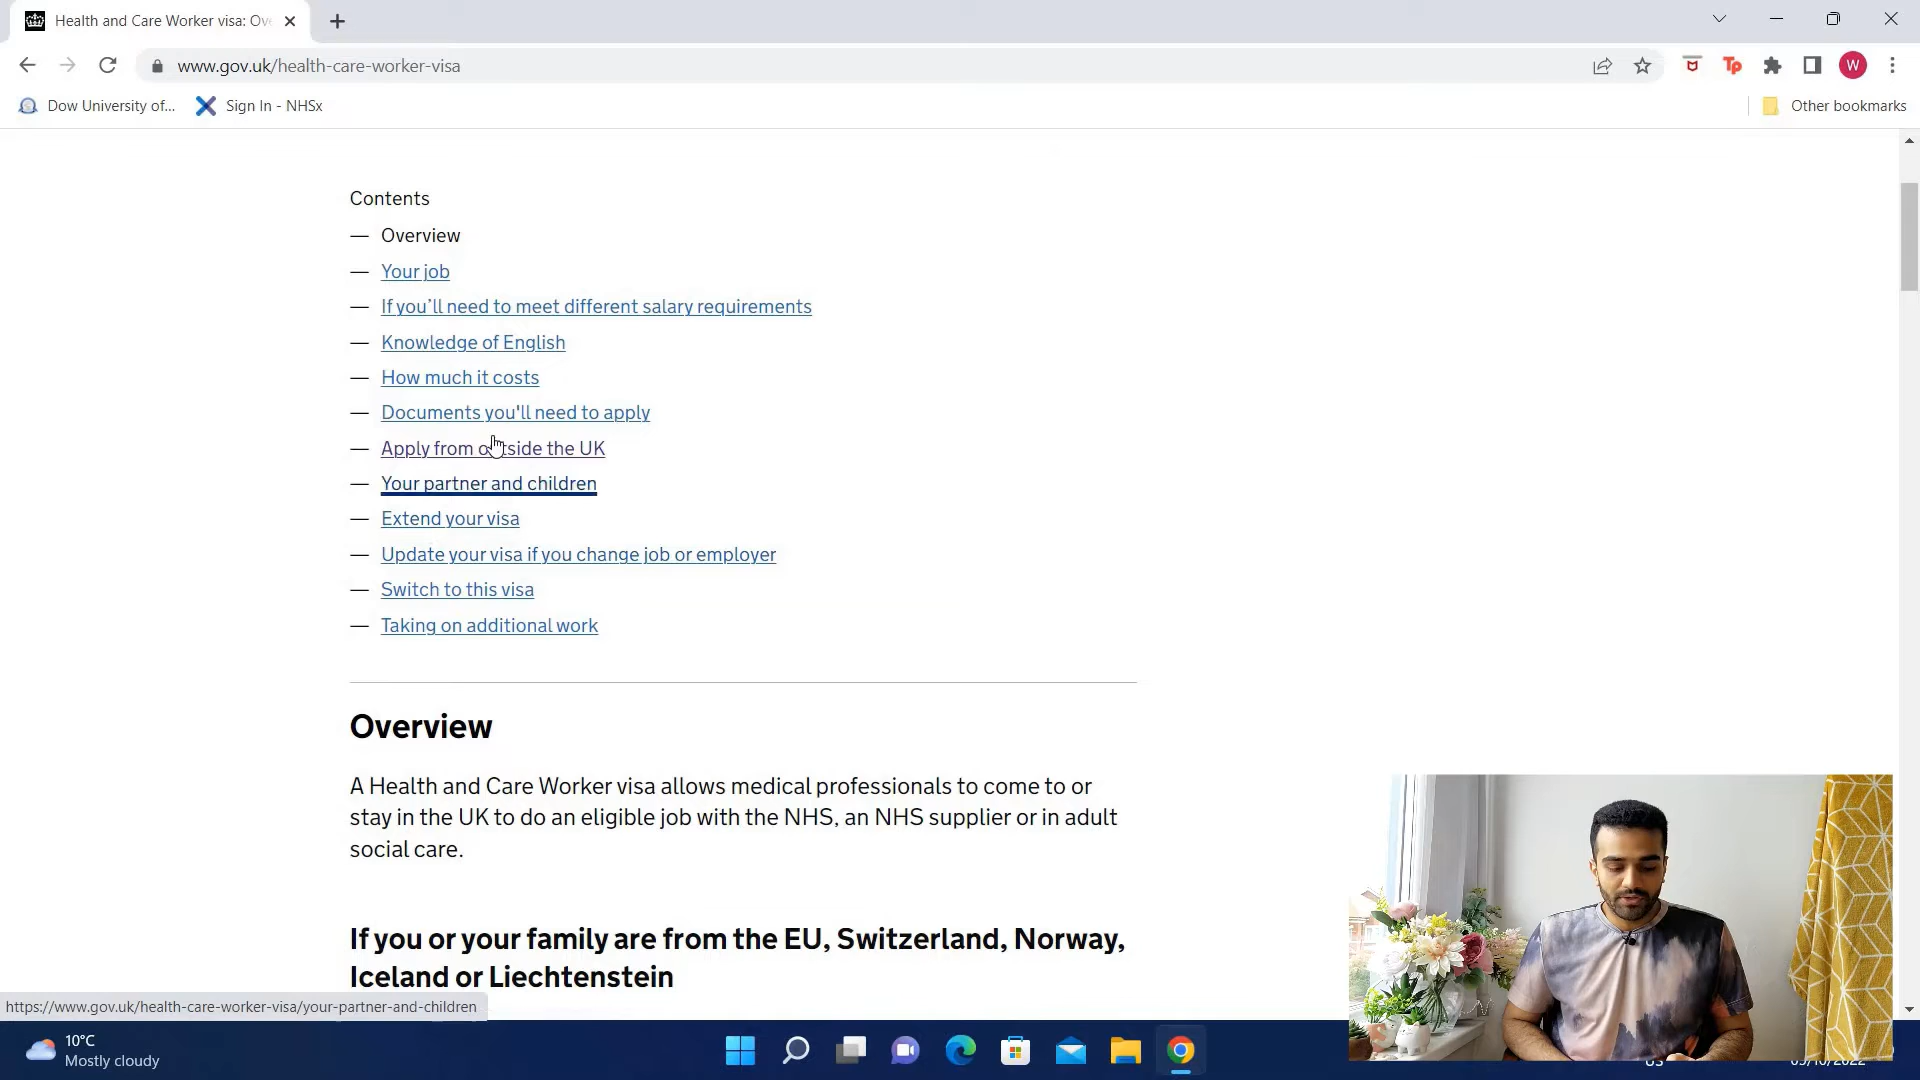 Health and Care Worker visa: Ov
www.gov.uk/health-care-worker-visa
W
Dow University of...
Sign In - NHSx
Other bookmarks
Contents
— Overview
— Your job
— If you’ll need to meet different salary requirements
— Knowledge of English
— How much it costs
— Documents you'll need to apply
— Apply from outside the UK
— Your partner and children
— Extend your visa
— Update your visa if you change job or employer
— Switch to this visa
— Taking on additional work
Overview
A Health and Care Worker visa allows medical professionals to come to or
stay in the UK to do an eligible job with the NHS, an NHS supplier or in adult
social care.
If you or your family are from the EU, Switzerland, Norway,
Iceland or Liechtenstein
https://www.gov.uk/health-care-worker-visa/your-partner-and-children
10°C
Mostly cloudy